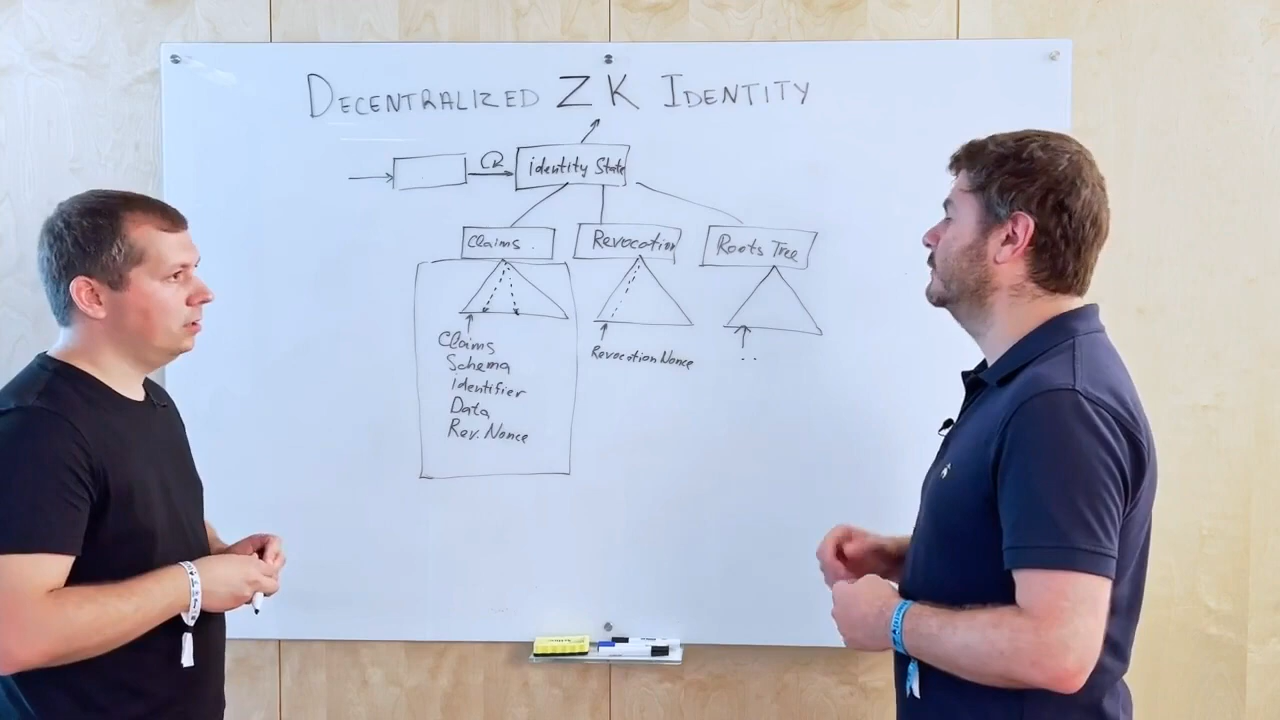 DECENTRALIZED ZK IDENTITY
identity State
Claims.
Revocation
Roots Tree
Claims
Schema
Identifier
Data
Rev. Nonce
Revocation Nonce
..